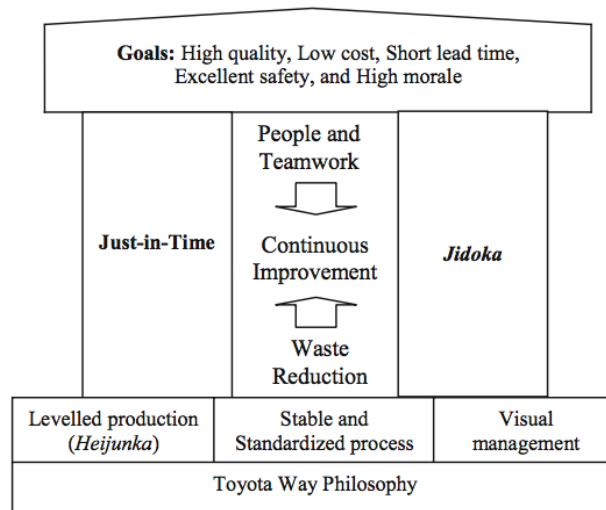 Goals: High quality, Low cost, Short lead time,
Excellent safety, and High morale
People and
Teamwork
Just-in-Time
Continuous
Improvement
Jidoka
Waste
Reduction
Levelled production
(Heijunka)
Stable and
Standardized process
Visual
management
Toyota Way Philosophy